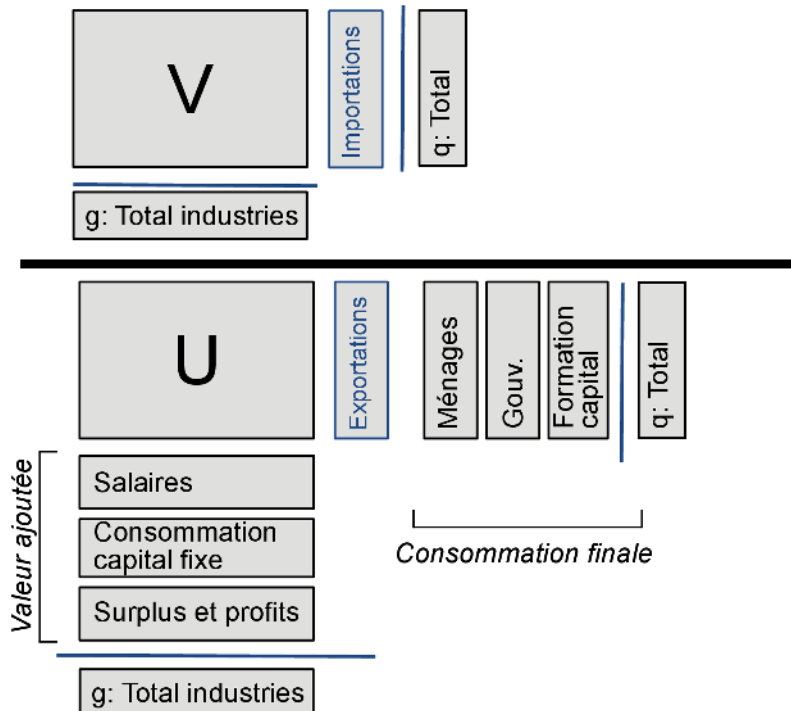 V
Importations
q: Total
g: Total industries
U
Exportations
Ménages
Gouv.
Formation
capital
q: Total
Valeur ajoutée
Salaires
Consommation
capital fixe
Surplus et profits
Consommation finale
g: Total industries